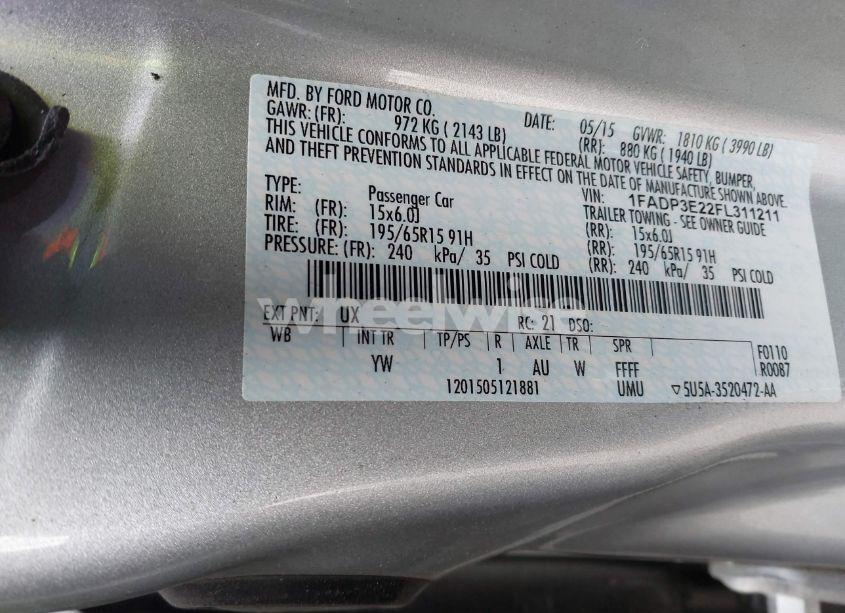 MFD. BY FORD MOTOR CO. DATE: 05/15 GVWR: 1810 KG ( 3990 LB)
GAWR: (FR): 972 KG ( 2143 LB) (RR): 880 KG ( 1940 LB)
THIS VEHICLE CONFORMS TO ALL APPLICABLE FEDERAL MOTOR VEHICLE SAFETY, BUMPER,
AND THEFT PREVENTION STANDARDS IN EFFECT ON THE DATE OF MANUFACTURE SHOWN ABOVE.
VIN: 1FADP3E22FL311211
TYPE: Passenger Car TRAILER TOWING - SEE OWNER GUIDE
RIM: (FR): 15x6.0J (RR): 15x6.0J
TIRE: (FR): 195/65R15 91H (RR): 195/65R15 91H
PRESSURE: (FR): 240 kPa/ 35 PSI COLD (RR): 240 kPa/ 35 PSI COLD
wheelwise
EXT PNT: UX RC: 21 DSO:
WB INT TR TP/PS R AXLE TR SPR F0110
YW 1 AU W FFFF R0087
1201505121881 UMU ▽5U5A-3520472-AA